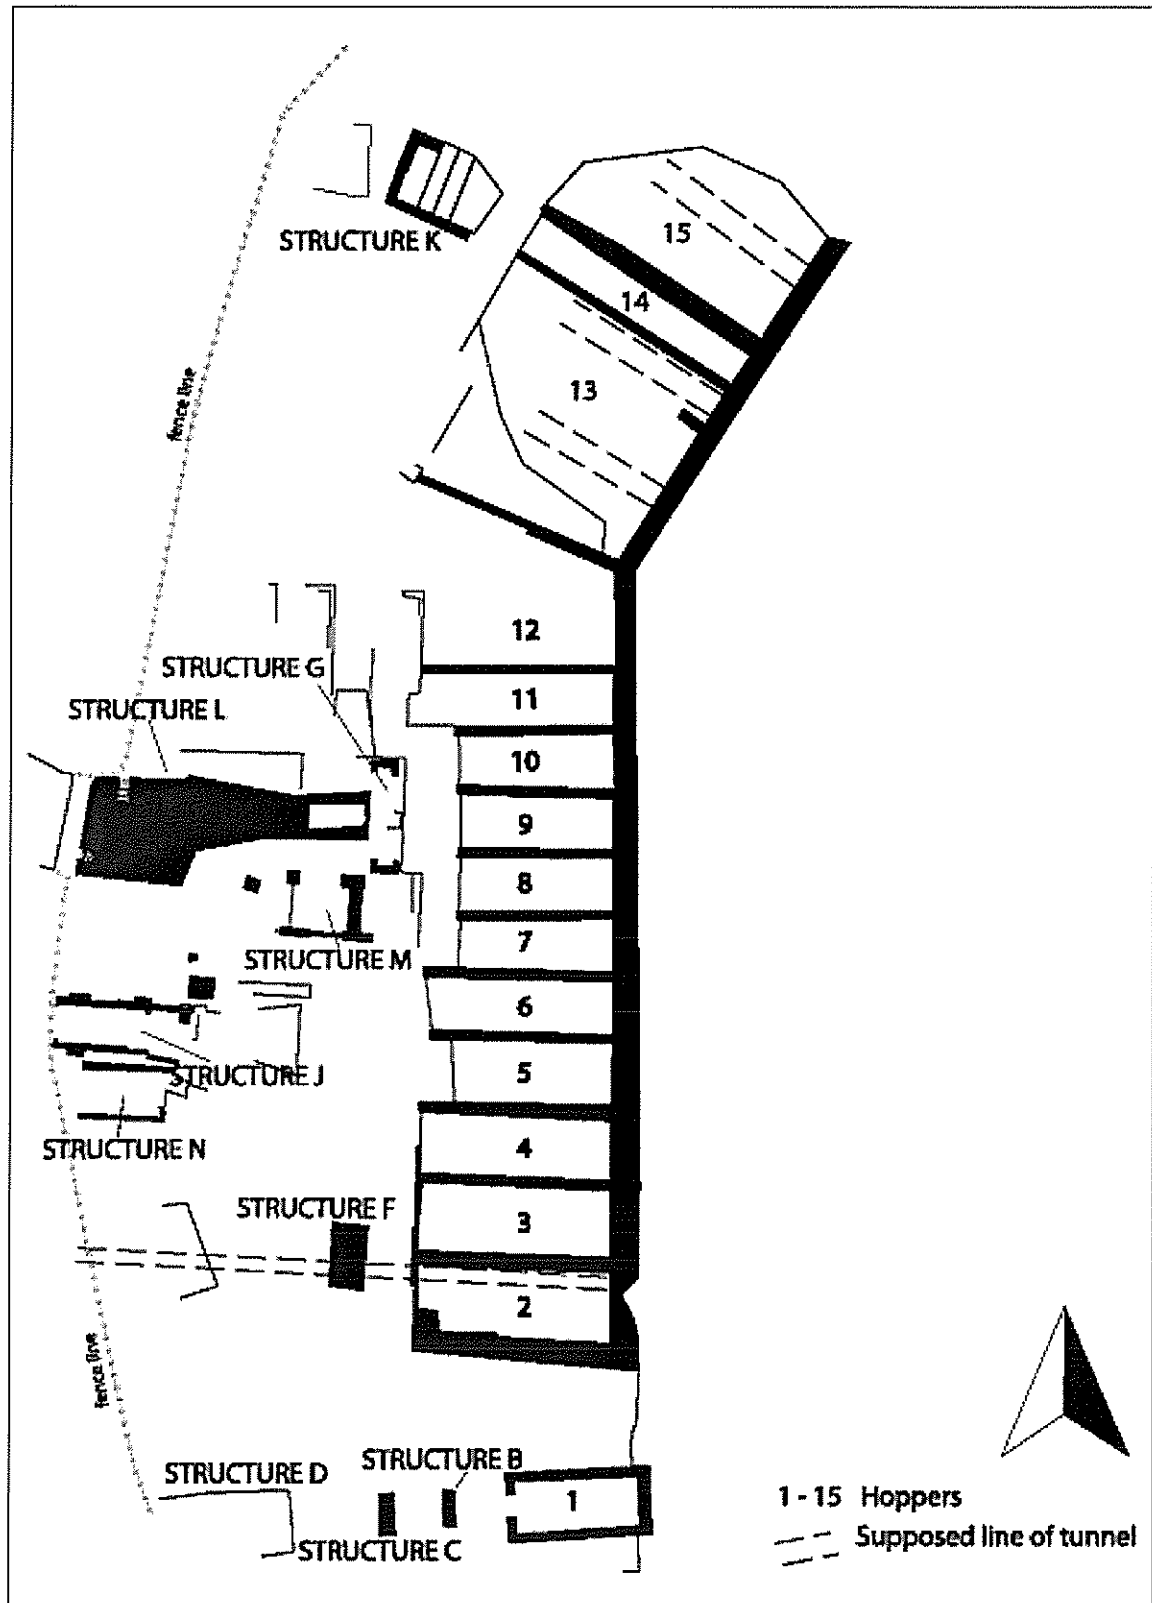 STRUCTURE K
15
14
13
fence line
12
STRUCTURE G
11
STRUCTURE L
10
9
8
7
STRUCTURE M
6
5
STRUCTURE J
4
STRUCTURE N
STRUCTURE F
3
2
fence line
STRUCTURE B
STRUCTURE D
1
STRUCTURE C
1 - 15 Hoppers
Supposed line of tunnel